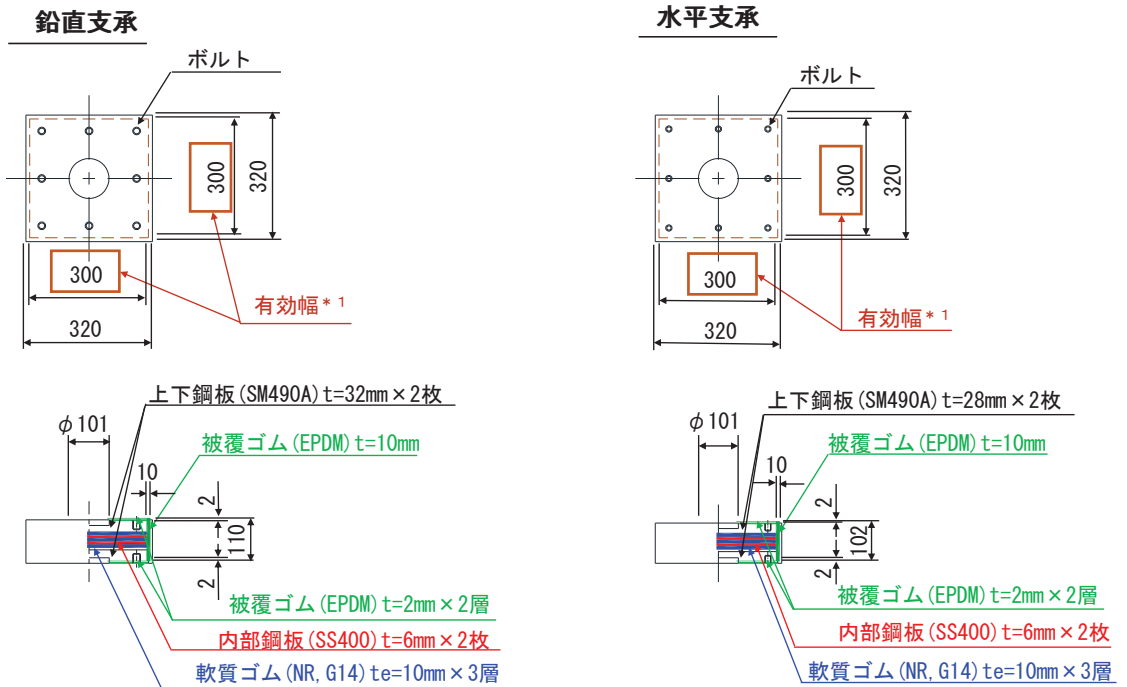 鉛直支承
ボルト
300
320
300
320
有効幅*1
上下鋼板(SM490A)t=32mm×2枚
φ101
被覆ゴム(EPDM)t=10mm
10
2
110
2
被覆ゴム(EPDM)t=2mm×2層
内部鋼板(SS400)t=6mm×2枚
軟質ゴム(NR,G14)te=10mm×3層
水平支承
ボルト
300
320
300
320
有効幅*1
上下鋼板(SM490A)t=28mm×2枚
φ101
被覆ゴム(EPDM)t=10mm
10
2
102
2
被覆ゴム(EPDM)t=2mm×2層
内部鋼板(SS400)t=6mm×2枚
軟質ゴム(NR,G14)te=10mm×3層